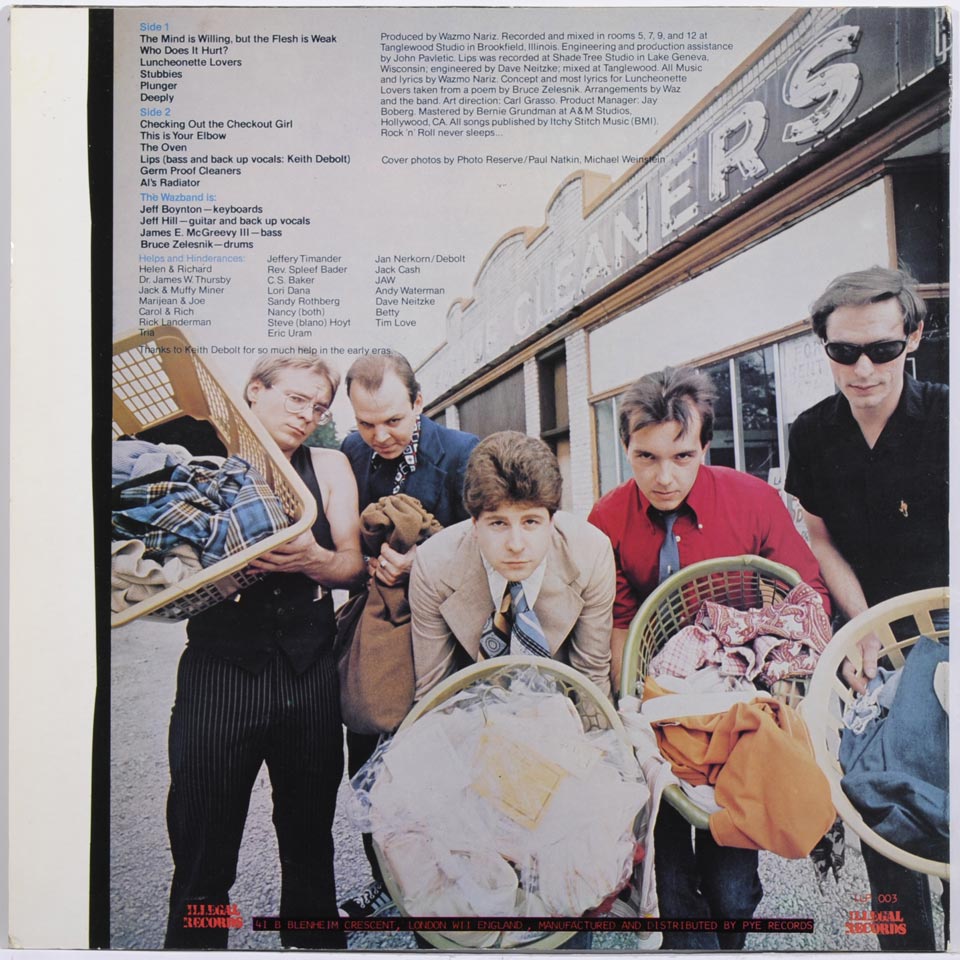 Side 1
The Mind is Willing, but the Flesh is Weak
Who Does It Hurt?
Luncheonette Lovers
Stubbies
Plunger
Deeply
Side 2
Checking Out the Checkout Girl
This is Your Elbow
The Oven
Lips (bass and back up vocals: Keith Debolt)
Germ Proof Cleaners
Al's Radiator
The Wazband is:
Jeff Boynton—keyboards
Jeff Hill—guitar and back up vocals
James E. McGreevy III—bass
Bruce Zelesnik—drums
Helps and Hinderances:
Helen & Richard
Dr. James W. Thursby
Jack & Muffy Miner
Marijean & Joe
Carol & Rich
Rick Landerman
Tria
Jeffery Timander
Rev. Spleef Bader
C.S. Baker
Lori Dana
Sandy Rothberg
Nancy (both)
Steve (blano) Hoyt
Eric Uram
Jan Nerkorn/Debolt
Jack Cash
JAW
Andy Waterman
Dave Neitzke
Betty
Tim Love
Thanks to Keith Debolt for so much help in the early eras.
Produced by Wazmo Nariz. Recorded and mixed in rooms 5, 7, 9, and 12 at
Tanglewood Studio in Brookfield, Illinois. Engineering and production assistance
by John Pavletic. Lips was recorded at Shade Tree Studio in Lake Geneva,
Wisconsin; engineered by Dave Neitzke; mixed at Tanglewood. All Music
and lyrics by Wazmo Nariz. Concept and most lyrics for Luncheonette
Lovers taken from a poem by Bruce Zelesnik. Arrangements by Waz
and the band. Art direction: Carl Grasso. Product Manager: Jay
Boberg. Mastered by Bernie Grundman at A&M Studios,
Hollywood, CA. All songs published by Itchy Stitch Music (BMI).
Rock 'n' Roll never sleeps...
Cover photos by Photo Reserve/Paul Natkin, Michael Weinstein
CLEANERS
ILLEGAL
RECORDS
41 B BLENHEIM CRESCENT, LONDON W11 ENGLAND, MANUFACTURED AND DISTRIBUTED BY PYE RECORDS
003
ILLEGAL
RECORDS